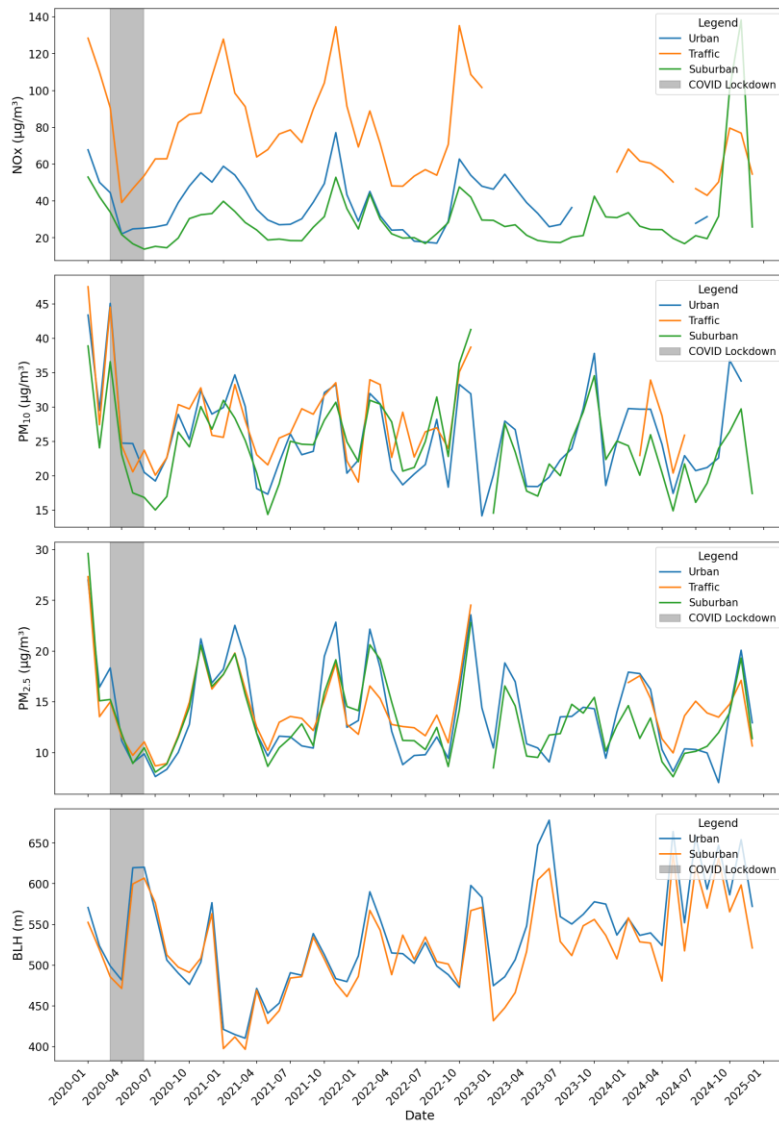 140
120
100
80
60
40
20
NOx (µg/m³)
Legend
Urban
Traffic
Suburban
COVID Lockdown
45
40
35
30
25
20
15
PM₁₀ (µg/m³)
Legend
Urban
Traffic
Suburban
COVID Lockdown
30
25
20
15
10
PM₂.₅ (µg/m³)
Legend
Urban
Traffic
Suburban
COVID Lockdown
650
600
550
500
450
400
BLH (m)
Legend
Urban
Suburban
COVID Lockdown
2020-01
2020-04
2020-07
2020-10
2021-01
2021-04
2021-07
2021-10
2022-01
2022-04
2022-07
2022-10
2023-01
2023-04
2023-07
2023-10
2024-01
2024-04
2024-07
2024-10
2025-01
Date